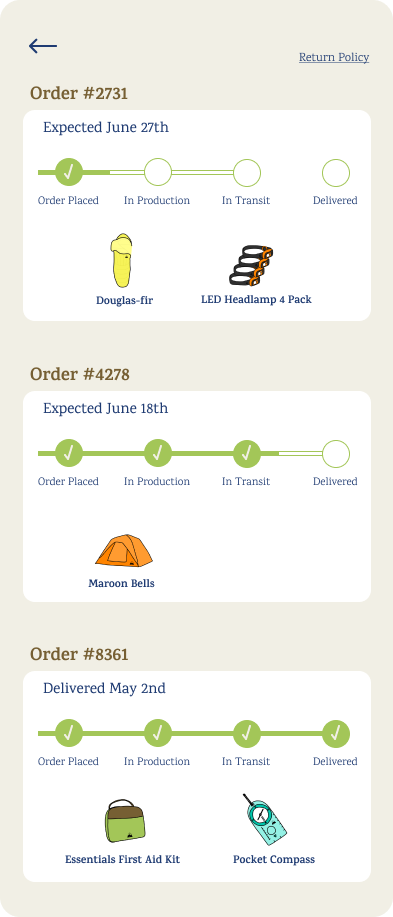 Return Policy
Order #2731
Expected June 27th
Order Placed In Production In Transit Delivered
Douglas-fir LED Headlamp 4 Pack
Order #4278
Expected June 18th
Order Placed In Production In Transit Delivered
Maroon Bells
Order #8361
Delivered May 2nd
Order Placed In Production In Transit Delivered
Essentials First Aid Kit Pocket Compass